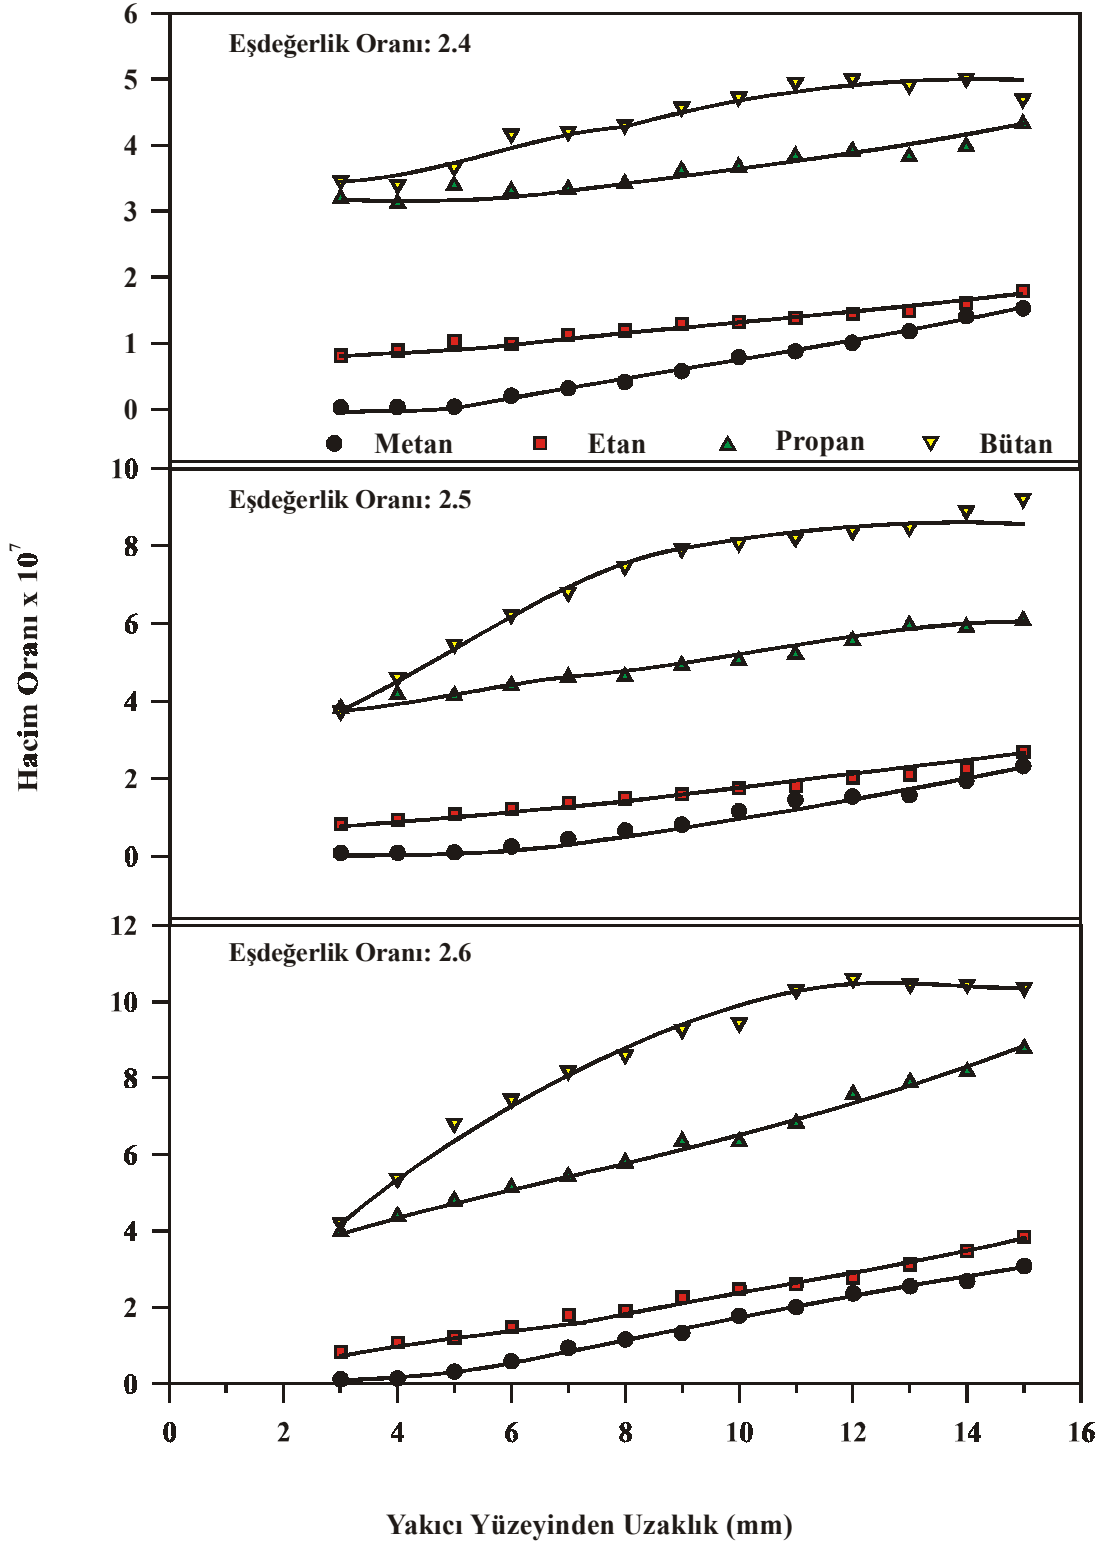 6
Eşdeğerlik Oranı: 2.4
5
4
3
2
1
0
Metan Etan Propan Bütan
10
Eşdeğerlik Oranı: 2.5
8
6
4
2
0
Hacim Oranı x 10⁷
12
Eşdeğerlik Oranı: 2.6
10
8
6
4
2
0
0 2 4 6 8 10 12 14 16
Yakıcı Yüzeyinden Uzaklık (mm)